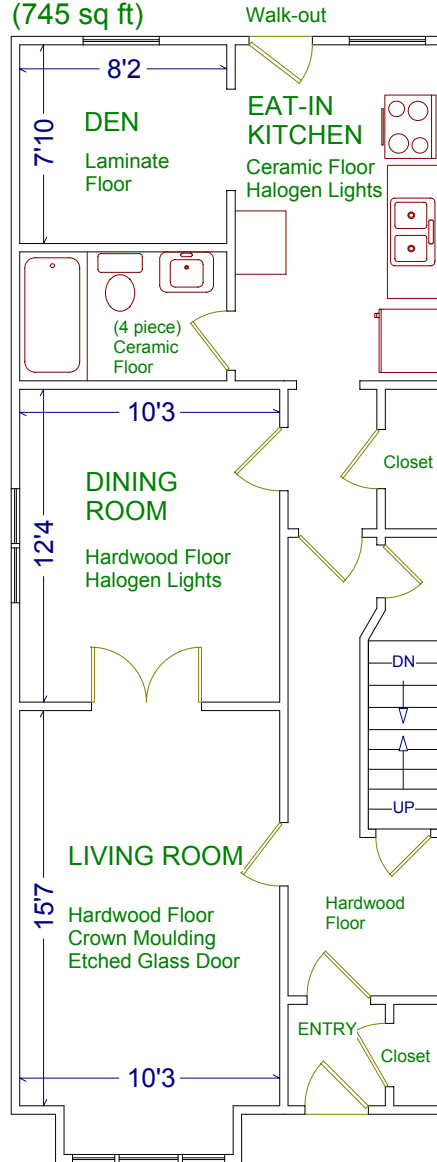 (745 sq ft)
Walk-out
8'2
7'10
DEN
Laminate
Floor
EAT-IN
KITCHEN
Ceramic Floor
Halogen Lights
(4 piece)
Ceramic
Floor
10'3
Closet
DINING
ROOM
12'4
Hardwood Floor
Halogen Lights
DN
UP
LIVING ROOM
15'7
Hardwood Floor
Crown Moulding
Etched Glass Door
Hardwood
Floor
ENTRY
Closet
10'3